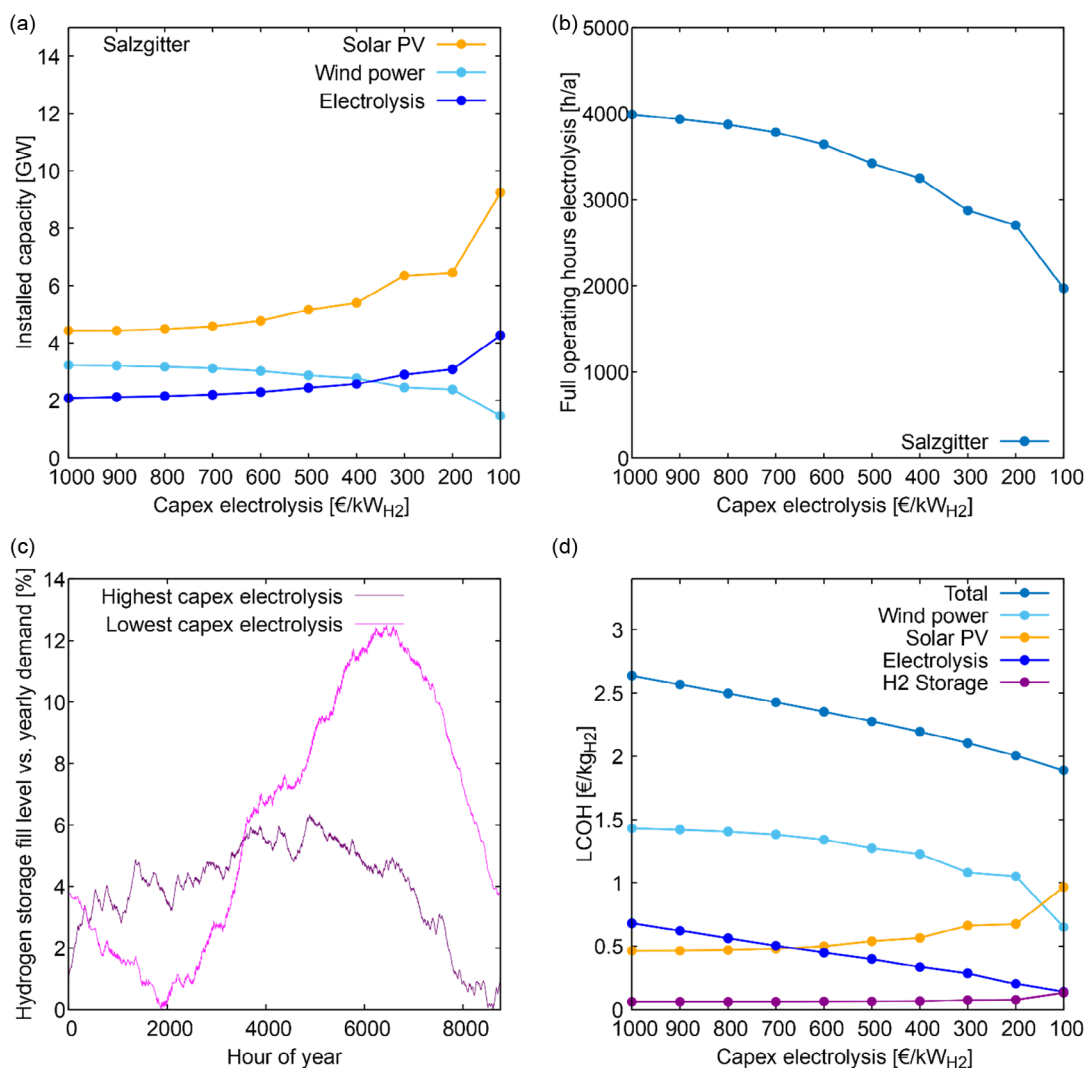 (a)
Salzgitter
Solar PV
Wind power
Electrolysis
14
12
10
8
6
4
2
0
Installed capacity [GW]
1000 900 800 700 600 500 400 300 200 100
Capex electrolysis [€/kWH2]
(b)
5000
4000
3000
2000
1000
0
Full operating hours electrolysis [h/a]
Salzgitter
1000 900 800 700 600 500 400 300 200 100
Capex electrolysis [€/kWH2]
(c)
Highest capex electrolysis
Lowest capex electrolysis
14
12
10
8
6
4
2
0
Hydrogen storage fill level vs. yearly demand [%]
0 2000 4000 6000 8000
Hour of year
(d)
Total
Wind power
Solar PV
Electrolysis
H2 Storage
3
2.5
2
1.5
1
0.5
0
LCOH [€/kgH2]
1000 900 800 700 600 500 400 300 200 100
Capex electrolysis [€/kWH2]